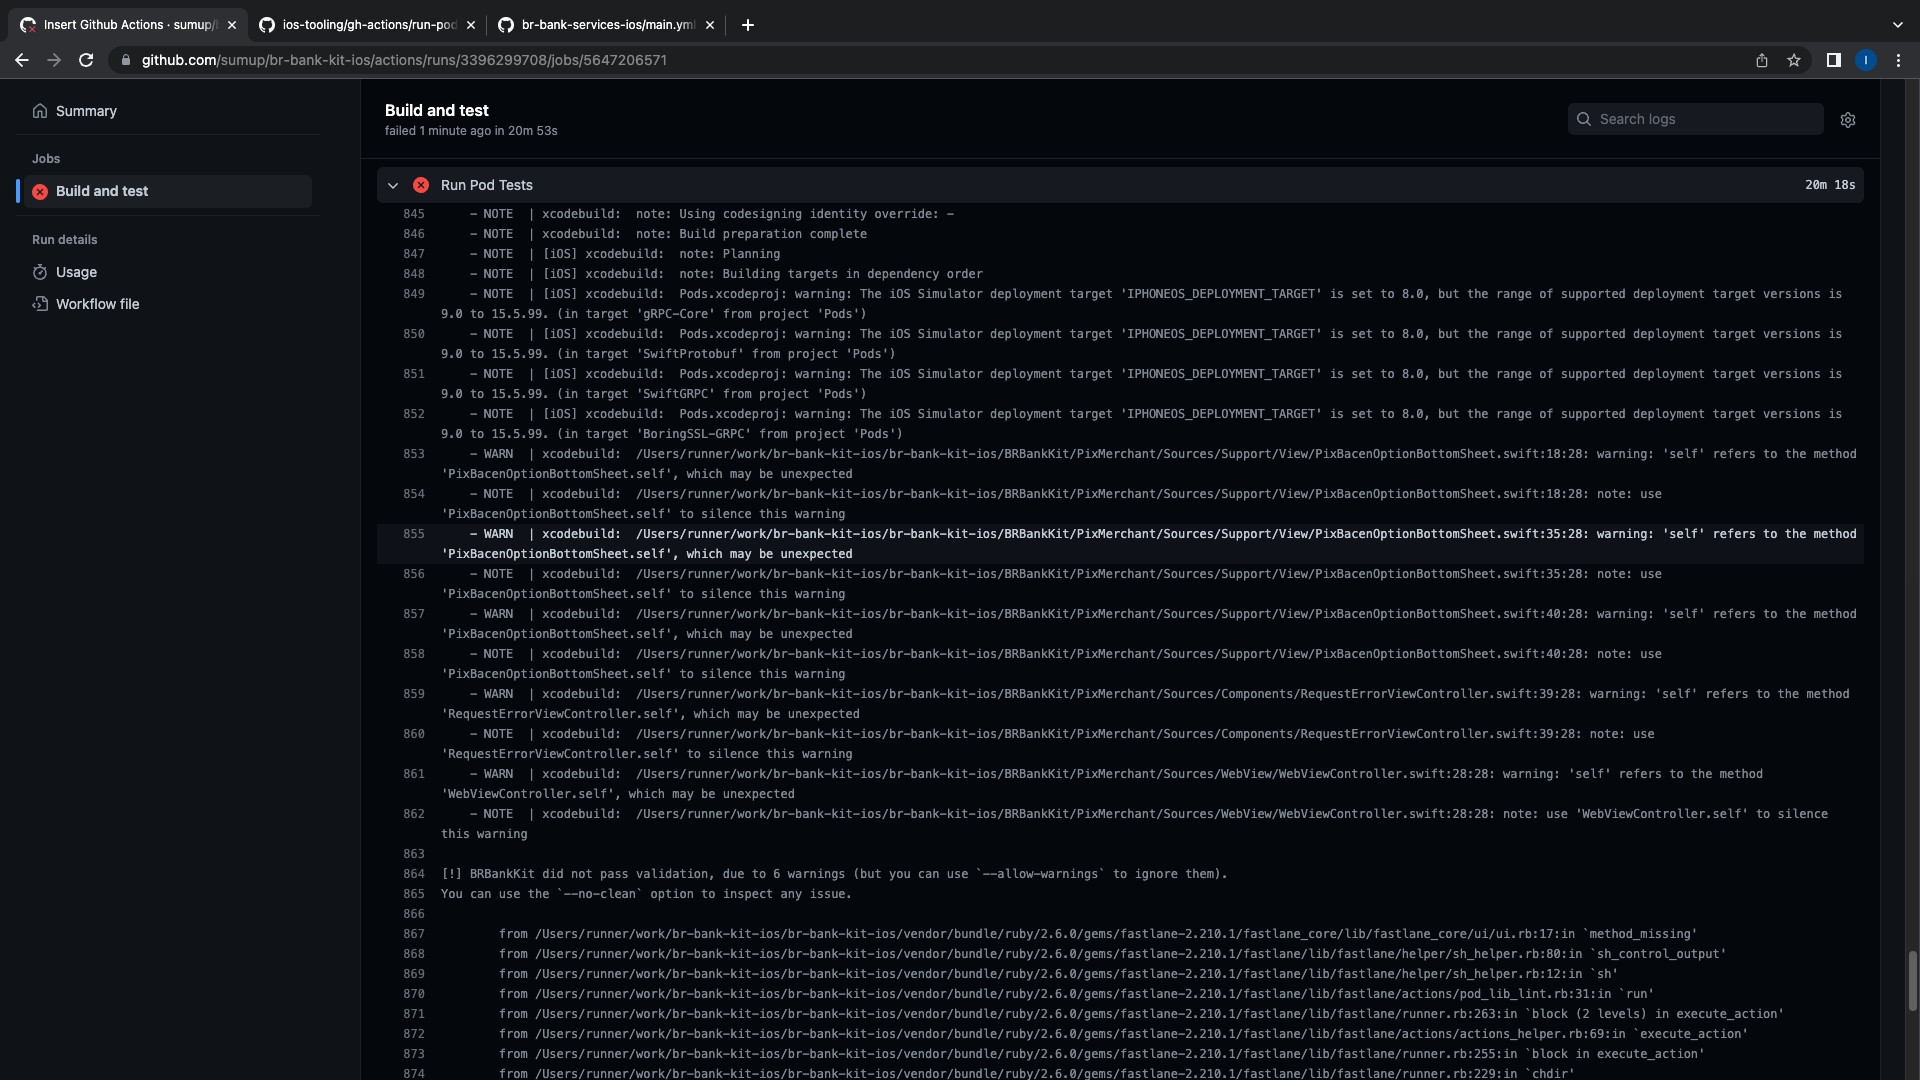 Insert Github Actions · sumup/
ios-tooling/gh-actions/run-pod
br-bank-services-ios/main.yml
github.com/sumup/br-bank-kit-ios/actions/runs/3396299708/jobs/5647206571
I
Summary
Jobs
Build and test
Run details
Usage
Workflow file
Build and test
failed 1 minute ago in 20m 53s
Search logs
Run Pod Tests
20m 18s
845 - NOTE | xcodebuild: note: Using codesigning identity override: -
846 - NOTE | xcodebuild: note: Build preparation complete
847 - NOTE | [iOS] xcodebuild: note: Planning
848 - NOTE | [iOS] xcodebuild: note: Building targets in dependency order
849 - NOTE | [iOS] xcodebuild: Pods.xcodeproj: warning: The iOS Simulator deployment target 'IPHONEOS_DEPLOYMENT_TARGET' is set to 8.0, but the range of supported deployment target versions is
9.0 to 15.5.99. (in target 'gRPC-Core' from project 'Pods')
850 - NOTE | [iOS] xcodebuild: Pods.xcodeproj: warning: The iOS Simulator deployment target 'IPHONEOS_DEPLOYMENT_TARGET' is set to 8.0, but the range of supported deployment target versions is
9.0 to 15.5.99. (in target 'SwiftProtobuf' from project 'Pods')
851 - NOTE | [iOS] xcodebuild: Pods.xcodeproj: warning: The iOS Simulator deployment target 'IPHONEOS_DEPLOYMENT_TARGET' is set to 8.0, but the range of supported deployment target versions is
9.0 to 15.5.99. (in target 'SwiftGRPC' from project 'Pods')
852 - NOTE | [iOS] xcodebuild: Pods.xcodeproj: warning: The iOS Simulator deployment target 'IPHONEOS_DEPLOYMENT_TARGET' is set to 8.0, but the range of supported deployment target versions is
9.0 to 15.5.99. (in target 'BoringSSL-GRPC' from project 'Pods')
853 - WARN | xcodebuild: /Users/runner/work/br-bank-kit-ios/br-bank-kit-ios/BRBankKit/PixMerchant/Sources/Support/View/PixBacenOptionBottomSheet.swift:18:28: warning: 'self' refers to the method
'PixBacenOptionBottomSheet.self', which may be unexpected
854 - NOTE | xcodebuild: /Users/runner/work/br-bank-kit-ios/br-bank-kit-ios/BRBankKit/PixMerchant/Sources/Support/View/PixBacenOptionBottomSheet.swift:18:28: note: use
'PixBacenOptionBottomSheet.self' to silence this warning
855 - WARN | xcodebuild: /Users/runner/work/br-bank-kit-ios/br-bank-kit-ios/BRBankKit/PixMerchant/Sources/Support/View/PixBacenOptionBottomSheet.swift:35:28: warning: 'self' refers to the method
'PixBacenOptionBottomSheet.self', which may be unexpected
856 - NOTE | xcodebuild: /Users/runner/work/br-bank-kit-ios/br-bank-kit-ios/BRBankKit/PixMerchant/Sources/Support/View/PixBacenOptionBottomSheet.swift:35:28: note: use
'PixBacenOptionBottomSheet.self' to silence this warning
857 - WARN | xcodebuild: /Users/runner/work/br-bank-kit-ios/br-bank-kit-ios/BRBankKit/PixMerchant/Sources/Support/View/PixBacenOptionBottomSheet.swift:40:28: warning: 'self' refers to the method
'PixBacenOptionBottomSheet.self', which may be unexpected
858 - NOTE | xcodebuild: /Users/runner/work/br-bank-kit-ios/br-bank-kit-ios/BRBankKit/PixMerchant/Sources/Support/View/PixBacenOptionBottomSheet.swift:40:28: note: use
'PixBacenOptionBottomSheet.self' to silence this warning
859 - WARN | xcodebuild: /Users/runner/work/br-bank-kit-ios/br-bank-kit-ios/BRBankKit/PixMerchant/Sources/Components/RequestErrorViewController.swift:39:28: warning: 'self' refers to the method
'RequestErrorViewController.self', which may be unexpected
860 - NOTE | xcodebuild: /Users/runner/work/br-bank-kit-ios/br-bank-kit-ios/BRBankKit/PixMerchant/Sources/Components/RequestErrorViewController.swift:39:28: note: use
'RequestErrorViewController.self' to silence this warning
861 - WARN | xcodebuild: /Users/runner/work/br-bank-kit-ios/br-bank-kit-ios/BRBankKit/PixMerchant/Sources/WebView/WebViewController.swift:28:28: warning: 'self' refers to the method
'WebViewController.self', which may be unexpected
862 - NOTE | xcodebuild: /Users/runner/work/br-bank-kit-ios/br-bank-kit-ios/BRBankKit/PixMerchant/Sources/WebView/WebViewController.swift:28:28: note: use 'WebViewController.self' to silence
this warning
863
864 [!] BRBankKit did not pass validation, due to 6 warnings (but you can use `--allow-warnings` to ignore them).
865 You can use the `--no-clean` option to inspect any issue.
866
867 from /Users/runner/work/br-bank-kit-ios/br-bank-kit-ios/vendor/bundle/ruby/2.6.0/gems/fastlane-2.210.1/fastlane_core/lib/fastlane_core/ui/ui.rb:17:in `method_missing'
868 from /Users/runner/work/br-bank-kit-ios/br-bank-kit-ios/vendor/bundle/ruby/2.6.0/gems/fastlane-2.210.1/fastlane/lib/fastlane/helper/sh_helper.rb:80:in `sh_control_output'
869 from /Users/runner/work/br-bank-kit-ios/br-bank-kit-ios/vendor/bundle/ruby/2.6.0/gems/fastlane-2.210.1/fastlane/lib/fastlane/helper/sh_helper.rb:12:in `sh'
870 from /Users/runner/work/br-bank-kit-ios/br-bank-kit-ios/vendor/bundle/ruby/2.6.0/gems/fastlane-2.210.1/fastlane/lib/fastlane/actions/pod_lib_lint.rb:31:in `run'
871 from /Users/runner/work/br-bank-kit-ios/br-bank-kit-ios/vendor/bundle/ruby/2.6.0/gems/fastlane-2.210.1/fastlane/lib/fastlane/runner.rb:263:in `block (2 levels) in execute_action'
872 from /Users/runner/work/br-bank-kit-ios/br-bank-kit-ios/vendor/bundle/ruby/2.6.0/gems/fastlane-2.210.1/fastlane/lib/fastlane/actions/actions_helper.rb:69:in `execute_action'
873 from /Users/runner/work/br-bank-kit-ios/br-bank-kit-ios/vendor/bundle/ruby/2.6.0/gems/fastlane-2.210.1/fastlane/lib/fastlane/runner.rb:255:in `block in execute_action'
874 from /Users/runner/work/br-bank-kit-ios/br-bank-kit-ios/vendor/bundle/ruby/2.6.0/gems/fastlane-2.210.1/fastlane/lib/fastlane/runner.rb:229:in `chdir'